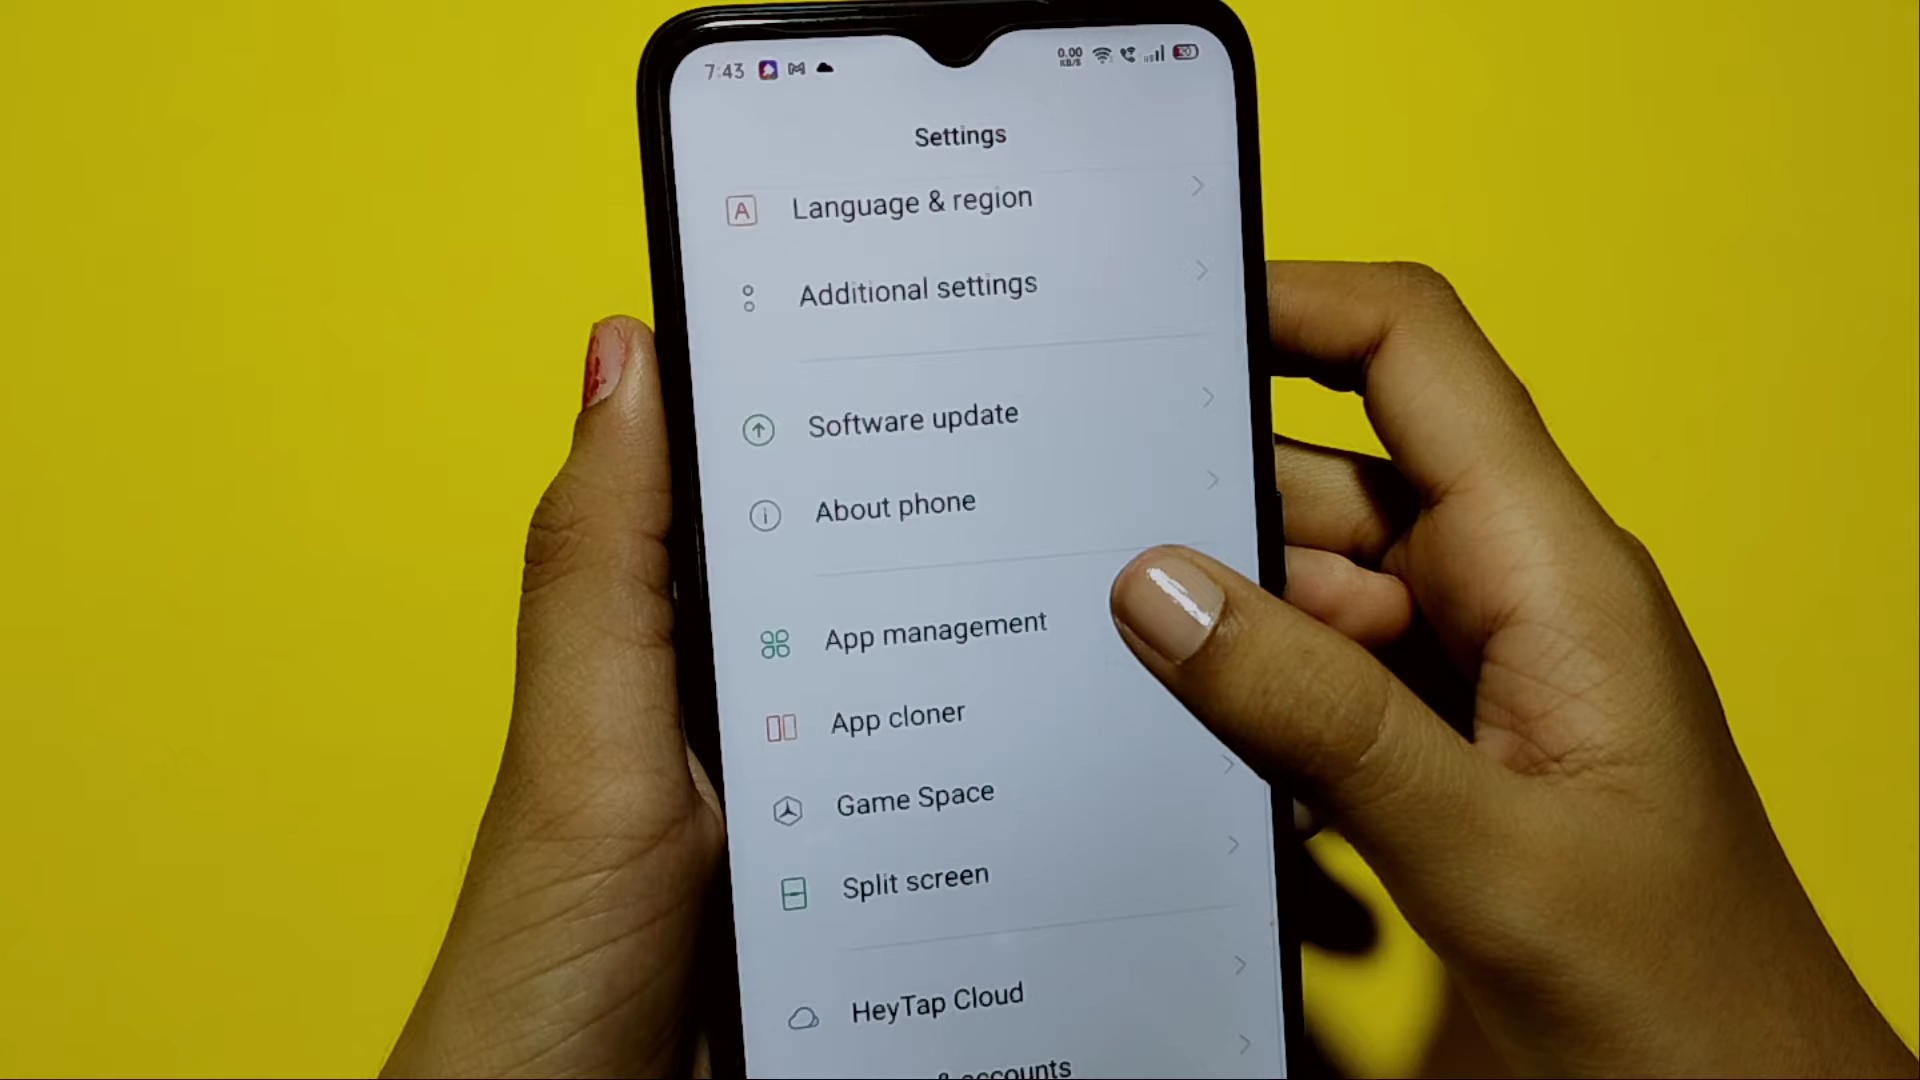 7:43
0.00
KB/S
Settings
Language & region
Additional settings
Software update
About phone
App management
App cloner
Game Space
Split screen
HeyTap Cloud
& accounts